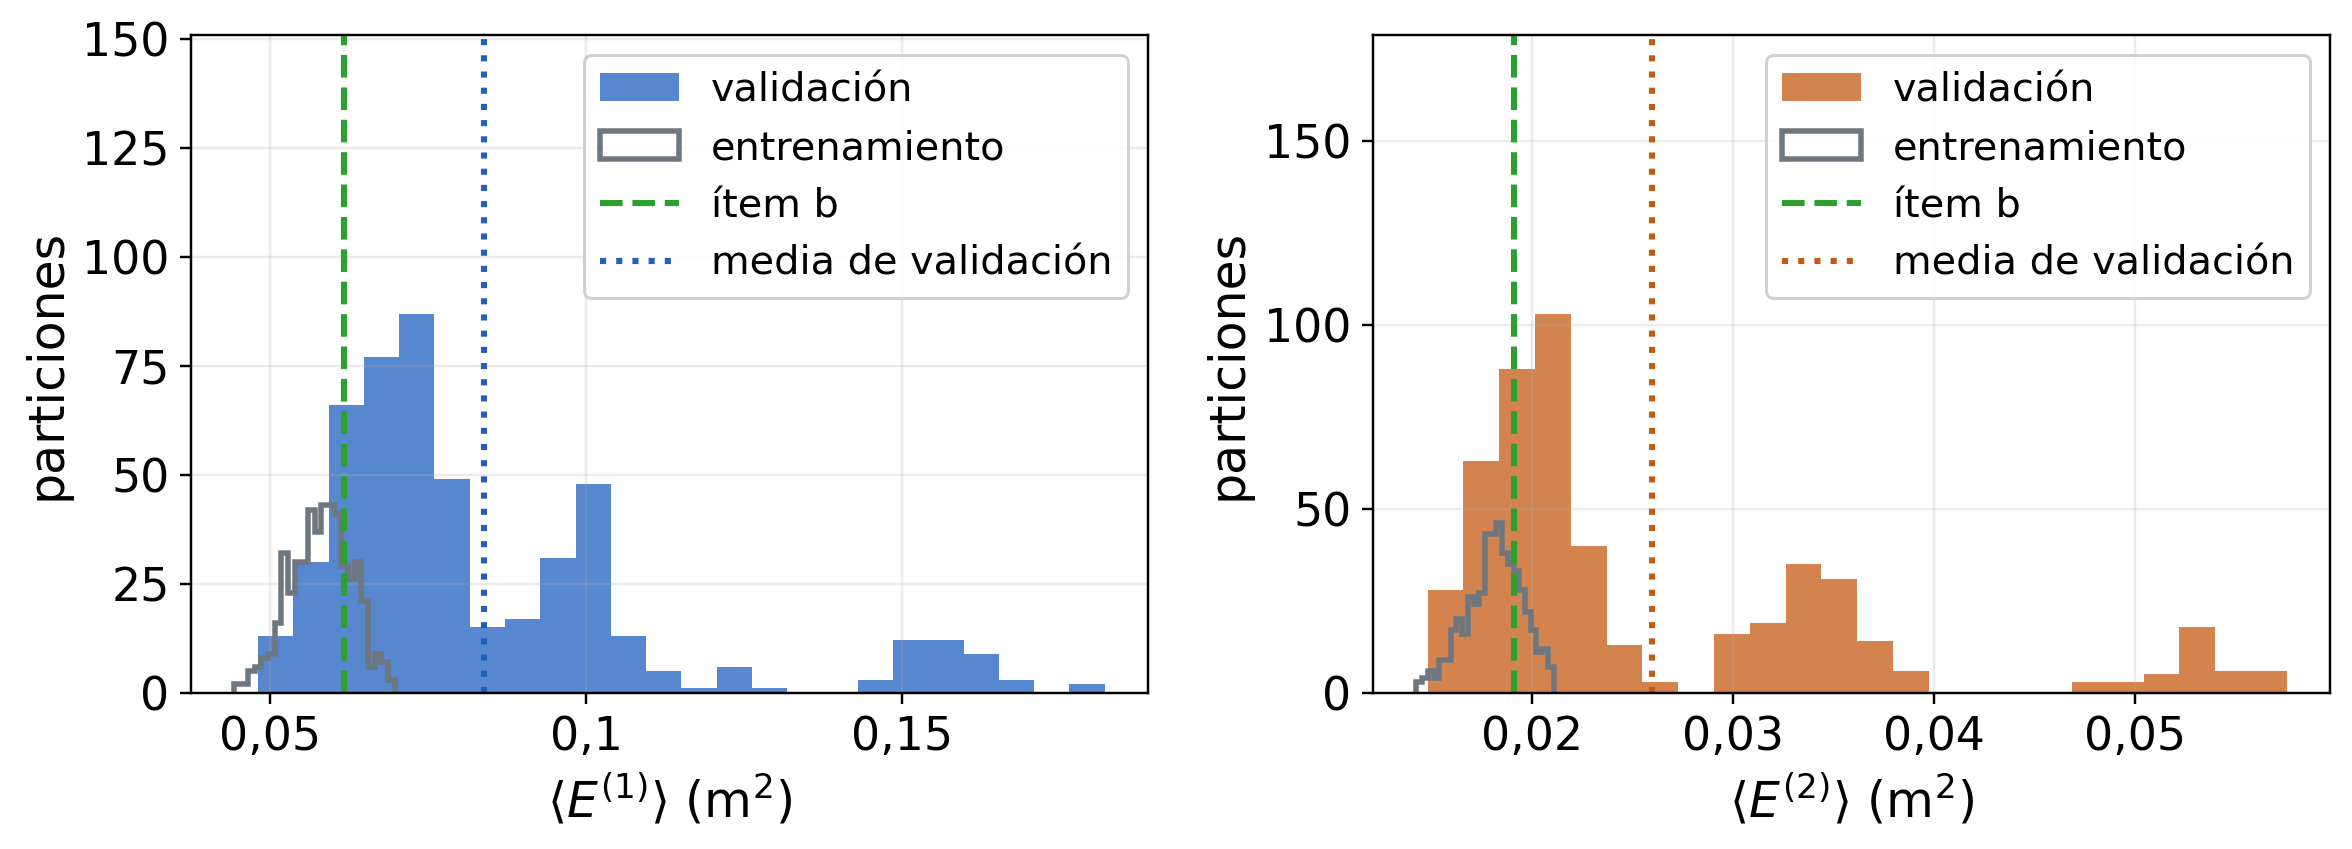 150
125
100
75
50
25
0
particiones
validación
entrenamiento
ítem b
media de validación
0,05
0,1
0,15
⟨E⁽¹⁾⟩ (m²)
150
100
50
0
particiones
validación
entrenamiento
ítem b
media de validación
0,02
0,03
0,04
0,05
⟨E⁽²⁾⟩ (m²)